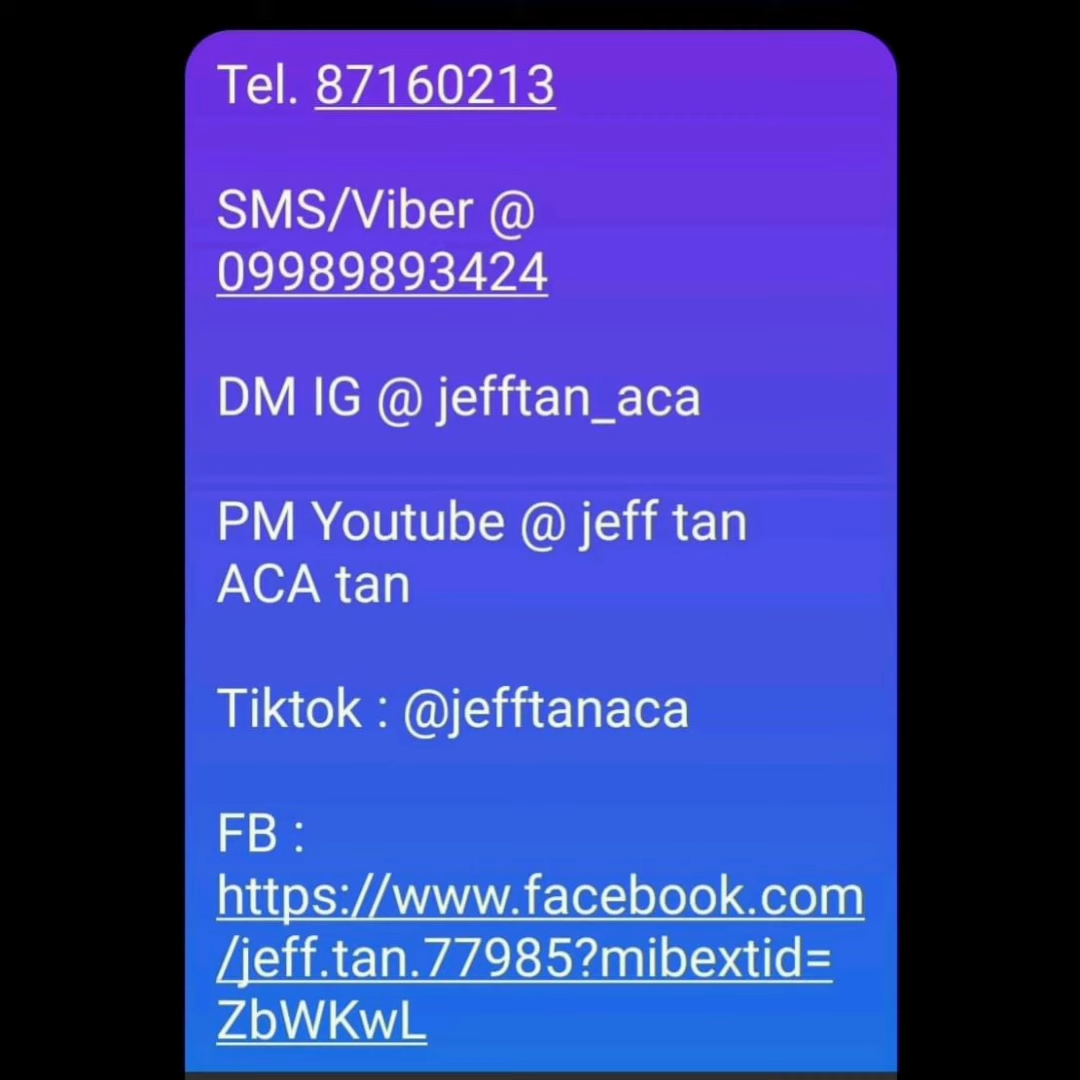 Tel. 87160213
SMS/Viber @
09989893424
DM IG @ jefftan_aca
PM Youtube @ jeff tan
ACA tan
Tiktok : @jefftanaca
FB :
https://www.facebook.com
/jeff.tan.77985?mibextid=
ZbWKwL